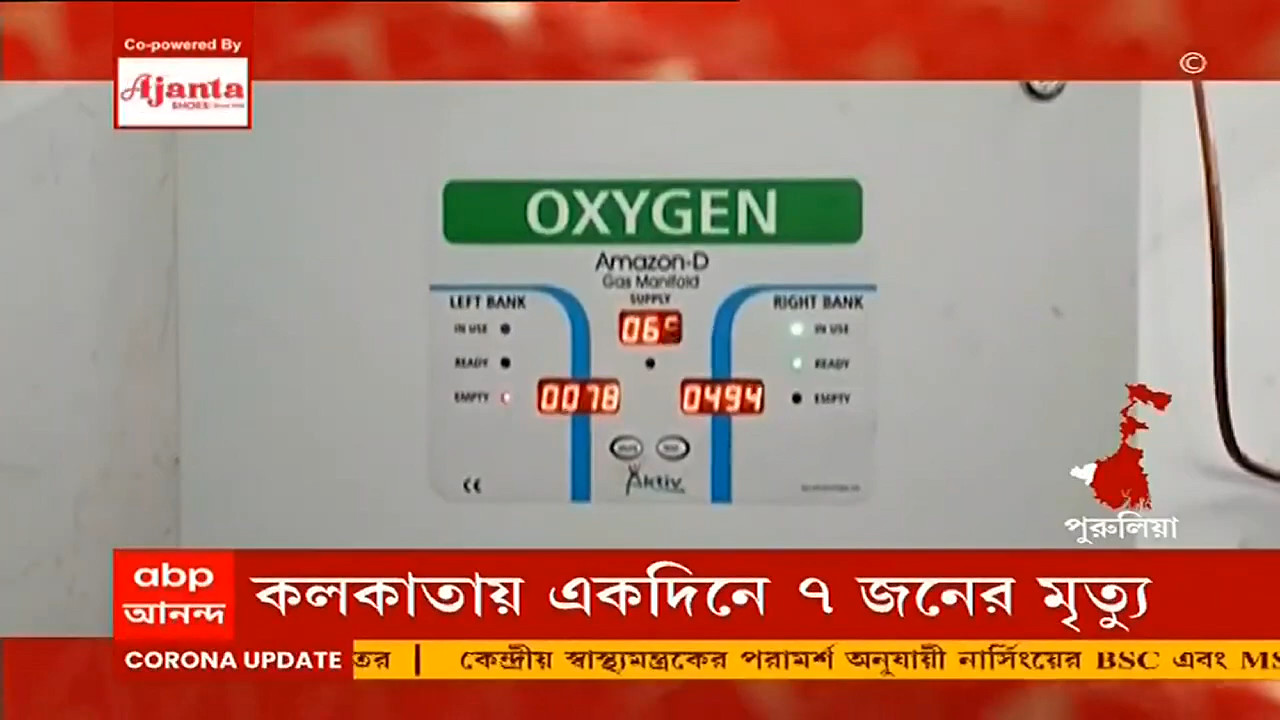 Co-powered By
Ajanta
SHOES
©
OXYGEN
Amazon-D
Gas Manifold
LEFT BANK
SUPPLY
RIGHT BANK
IN USE
IN USE
READY
READY
EMPTY
0078
0494
EMPTY
Aktiv
CE
পুরুলিয়া
abp
আনন্দ
কলকাতায় একদিনে ৭ জনের মৃত্যু
CORONA UPDATE
তর | কেন্দ্রীয় স্বাস্থ্যমন্ত্রকের পরামর্শ অনুযায়ী নার্সিংয়ের BSC এবং MS